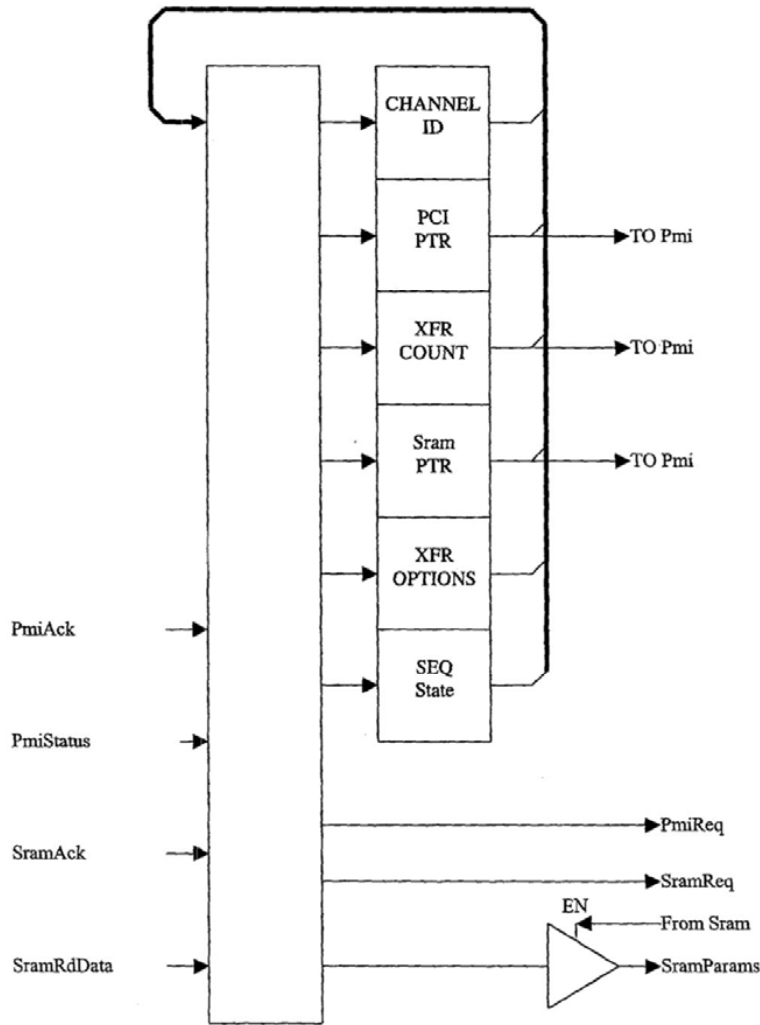 CHANNEL
ID
PCI
PTR
TO Pmi
XFR
COUNT
TO Pmi
Sram
PTR
TO Pmi
XFR
OPTIONS
PmiAck
SEQ
State
PmiStatus
PmiReq
SramAck
SramReq
EN
From Sram
SramRdData
SramParams